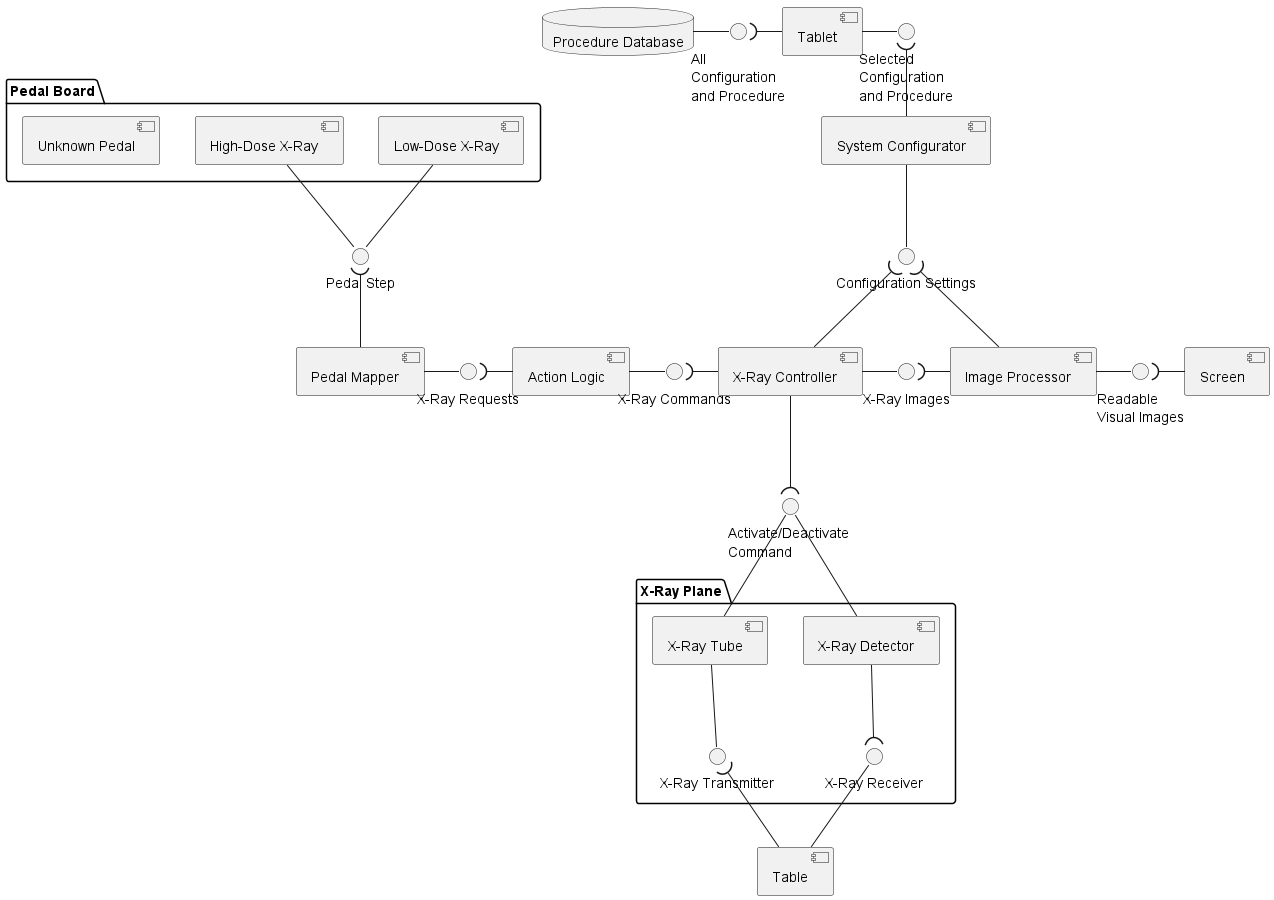 Procedure Database
Tablet
All
Configuration
and Procedure
Selected
Configuration
and Procedure
Pedal Board
Unknown Pedal
High-Dose X-Ray
Low-Dose X-Ray
System Configurator
Pedal Step
Configuration Settings
Pedal Mapper
Action Logic
X-Ray Controller
Image Processor
Screen
X-Ray Requests
X-Ray Commands
X-Ray Images
Readable
Visual Images
Activate/Deactivate
Command
X-Ray Plane
X-Ray Tube
X-Ray Detector
X-Ray Transmitter
X-Ray Receiver
Table